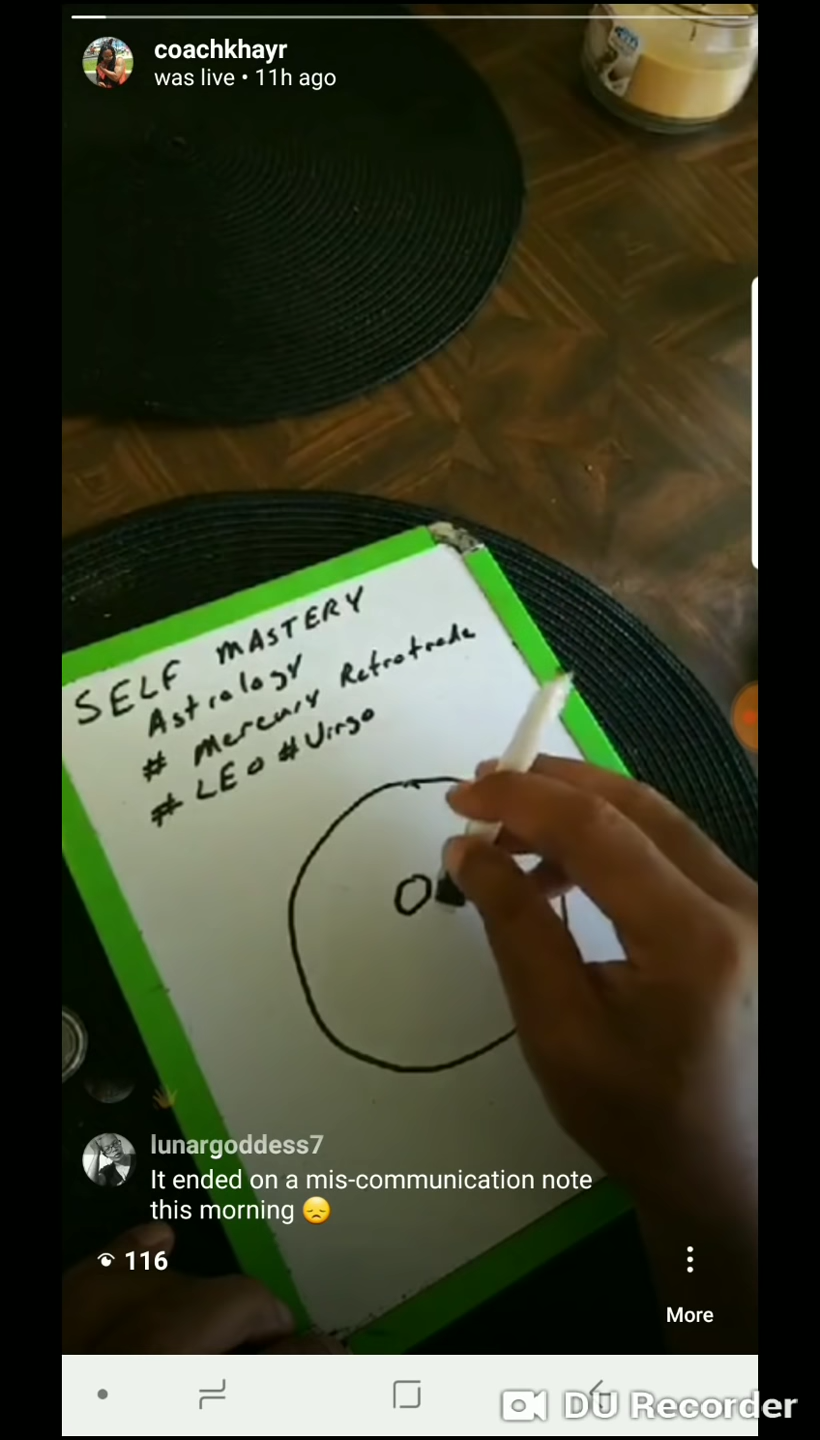 coachkhayr
was live • 11h ago
SELF MASTERY
Astrology
# Mercury Retrotrade
# LEO # Virgo
O
lunargoddess7
It ended on a mis-communication note
this morning 😞
116
More
DU Recorder